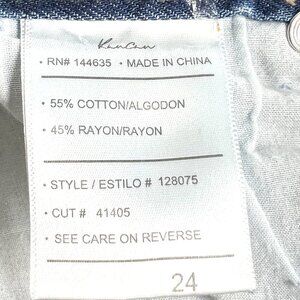 KanCan
• RN# 144635 • MADE IN CHINA
• 55% COTTON/ALGODON
• 45% RAYON/RAYON
• STYLE / ESTILO # 128075
• CUT # 41405
• SEE CARE ON REVERSE
24